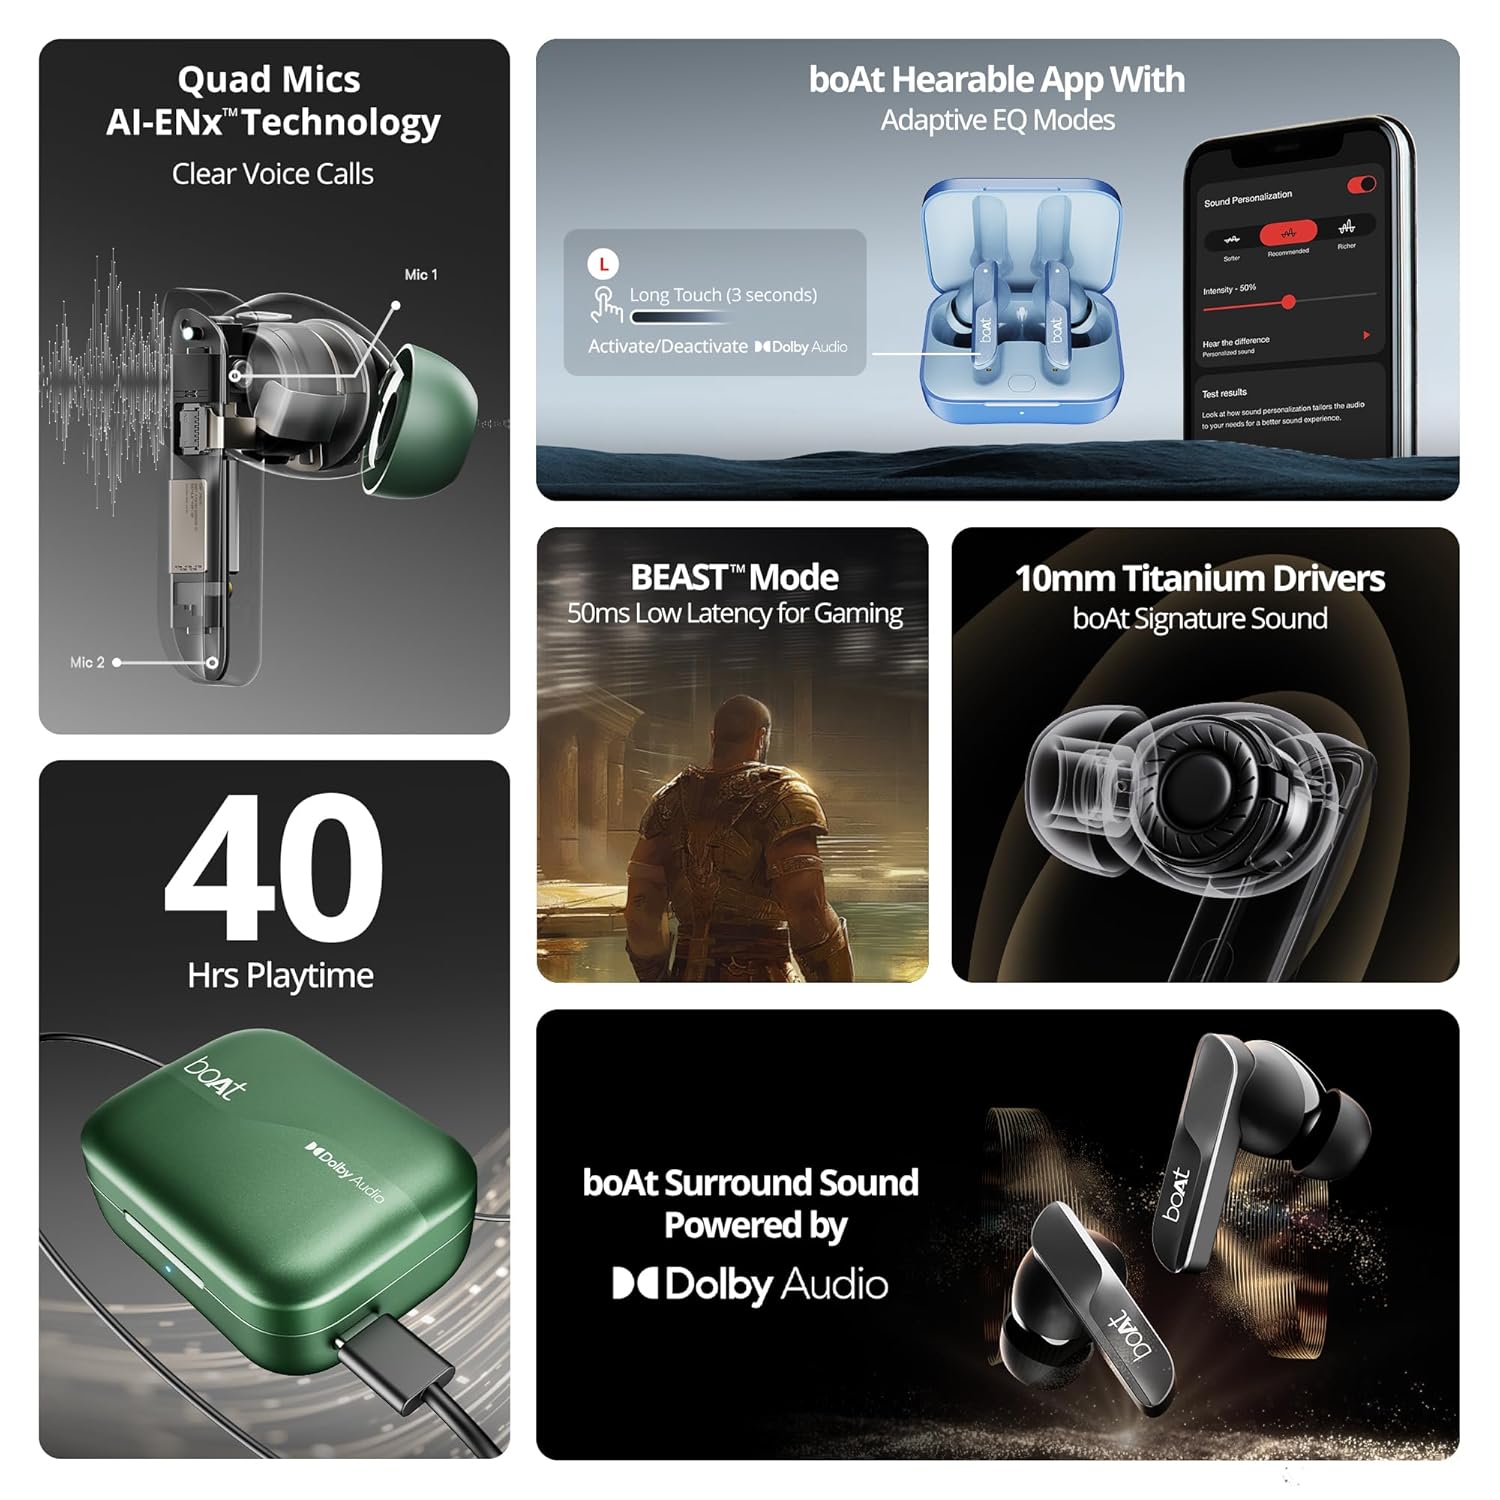 Quad Mics
AI-ENx™ Technology
Clear Voice Calls
Mic 1
Mic 2
boAt Hearable App With
Adaptive EQ Modes
L
Long Touch (3 seconds)
Activate/Deactivate Dolby Audio
boAt
boAt
Sound Personalization
Softer
Recommended
Richer
Intensity - 50%
Hear the difference
Personalized sound
Test results
Look at how sound personalization tailors the audio
to your needs for a better sound experience.
BEAST™ Mode
50ms Low Latency for Gaming
10mm Titanium Drivers
boAt Signature Sound
40
Hrs Playtime
boAt
Dolby Audio
boAt Surround Sound
Powered by
Dolby Audio
boAt
boAt